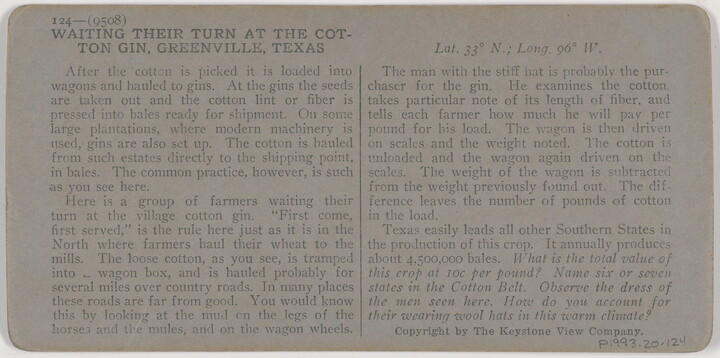 124—(9508)
WAITING THEIR TURN AT THE COT-
TON GIN, GREENVILLE, TEXAS
After the cotton is picked it is loaded into
wagons and hauled to gins. At the gins the seeds
are taken out and the cotton lint or fiber is
pressed into bales ready for shipment. On some
large plantations, where modern machinery is
used, gins are also set up. The cotton is hauled
from such estates directly to the shipping point,
in bales. The common practice, however, is such
as you see here.
Here is a group of farmers waiting their
turn at the village cotton gin. "First come,
first served," is the rule here just as it is in the
North where farmers haul their wheat to the
mills. The loose cotton, as you see, is tramped
into wagon box, and is hauled probably for
several miles over country roads. In many places
these roads are far from good. You would know
this by looking at the mud on the legs of the
horses and the mules, and on the wagon wheels.
Lat. 33° N.; Long. 96° W.
The man with the stiff hat is probably the pur-
chaser for the gin. He examines the cotton,
takes particular note of its length of fiber, and
tells each farmer how much he will pay per
pound for his load. The wagon is then driven
on scales and the weight noted. The cotton is
unloaded and the wagon again driven on the
scales. The weight of the wagon is subtracted
from the weight previously found out. The dif-
ference leaves the number of pounds of cotton
in the load.
Texas easily leads all other Southern States in
the production of this crop. It annually produces
about 4,500,000 bales. What is the total value of
this crop at 10c per pound? Name six or seven
states in the Cotton Belt. Observe the dress of
the men seen here. How do you account for
their wearing wool hats in this warm climate?
Copyright by The Keystone View Company.
P1993.20.124